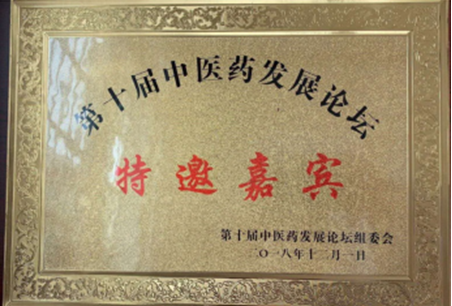 第十届中医药发展论坛
特邀嘉宾
第十届中医药发展论坛组委会
二〇一八年十二月一日